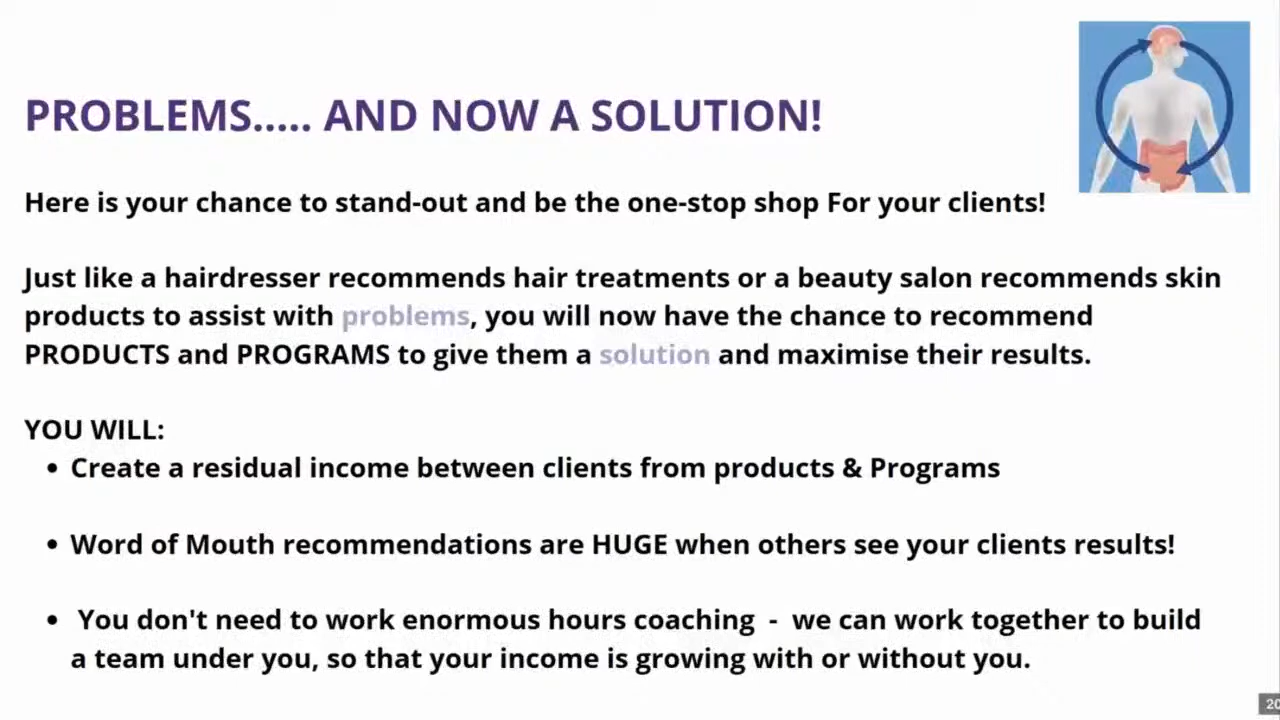 PROBLEMS..... AND NOW A SOLUTION!
Here is your chance to stand-out and be the one-stop shop For your clients!
Just like a hairdresser recommends hair treatments or a beauty salon recommends skin
products to assist with problems, you will now have the chance to recommend
PRODUCTS and PROGRAMS to give them a solution and maximise their results.
YOU WILL:
• Create a residual income between clients from products & Programs
• Word of Mouth recommendations are HUGE when others see your clients results!
• You don't need to work enormous hours coaching - we can work together to build
a team under you, so that your income is growing with or without you.